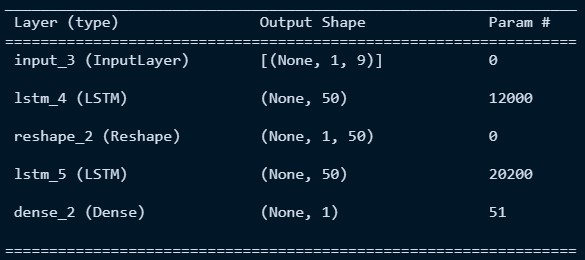 Layer (type) Output Shape Param #
input_3 (InputLayer) [(None, 1, 9)] 0
lstm_4 (LSTM) (None, 50) 12000
reshape_2 (Reshape) (None, 1, 50) 0
lstm_5 (LSTM) (None, 50) 20200
dense_2 (Dense) (None, 1) 51